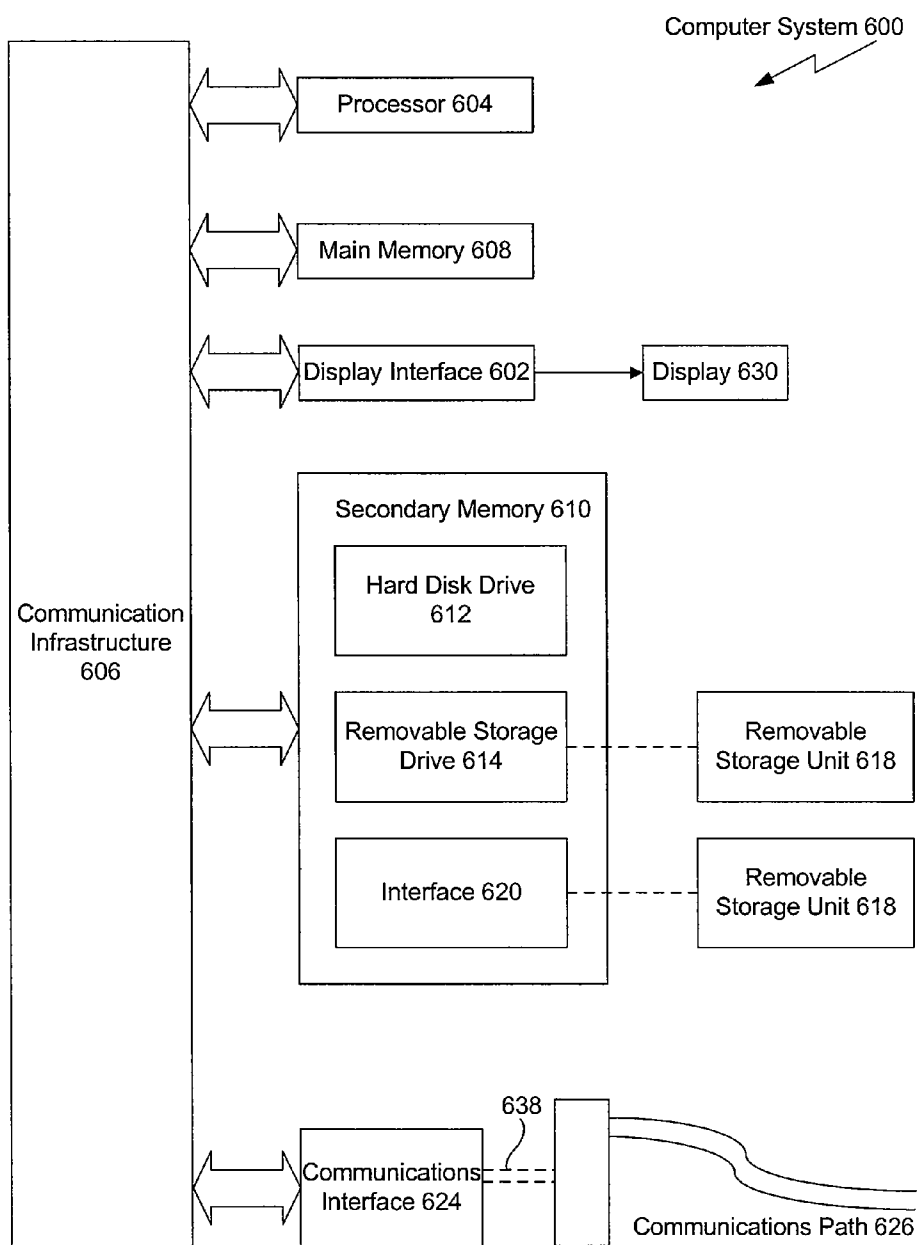 Computer System 600
Processor 604
Main Memory 608
Display Interface 602
Display 630
Secondary Memory 610
Hard Disk Drive
612
Communication
Infrastructure
606
Removable Storage
Drive 614
Removable
Storage Unit 618
Interface 620
Removable
Storage Unit 618
638
Communications
Interface 624
Communications Path 626